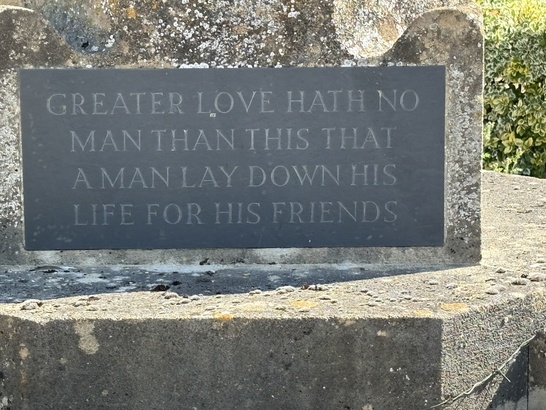 GREATER LOVE HATH NO
MAN THAN THIS THAT
A MAN LAY DOWN HIS
LIFE FOR HIS FRIENDS